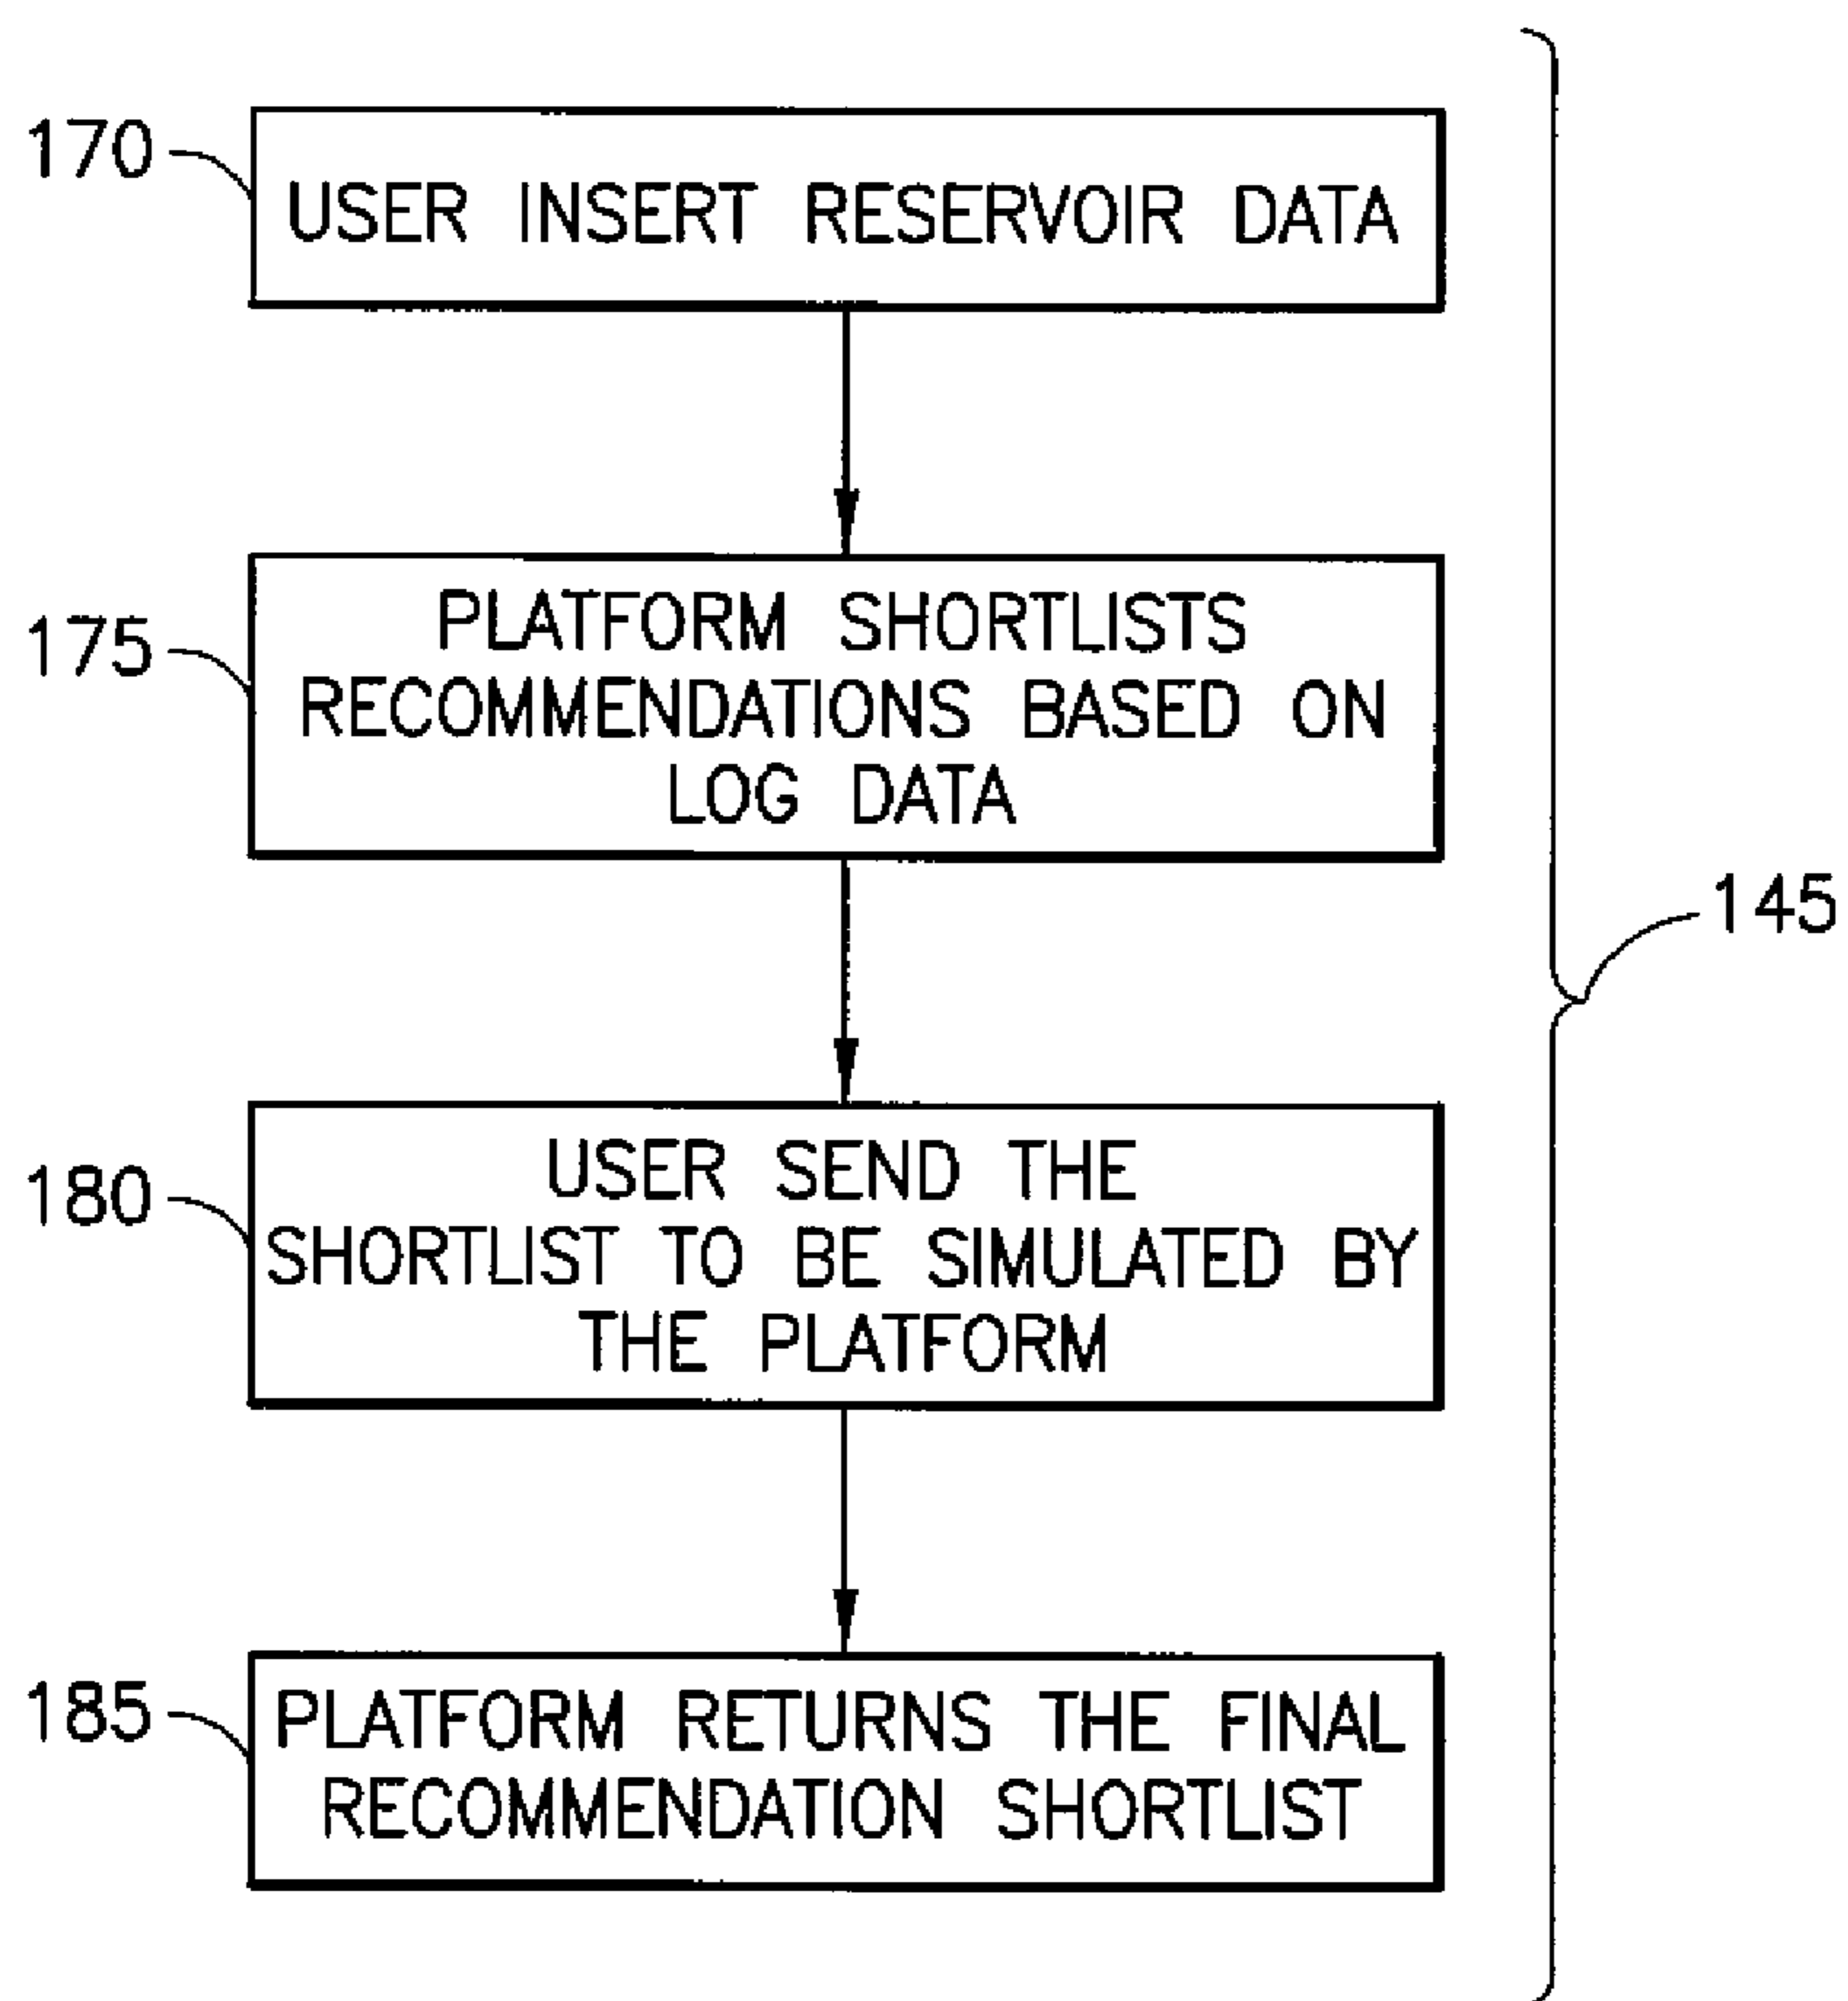 170
USER INSERT RESERVOIR DATA
175
PLATFORM SHORTLISTS
RECOMMENDATIONS BASED ON
LOG DATA
145
180
USER SEND THE
SHORTLIST TO BE SIMULATED BY
THE PLATFORM
185
PLATFORM RETURNS THE FINAL
RECOMMENDATION SHORTLIST